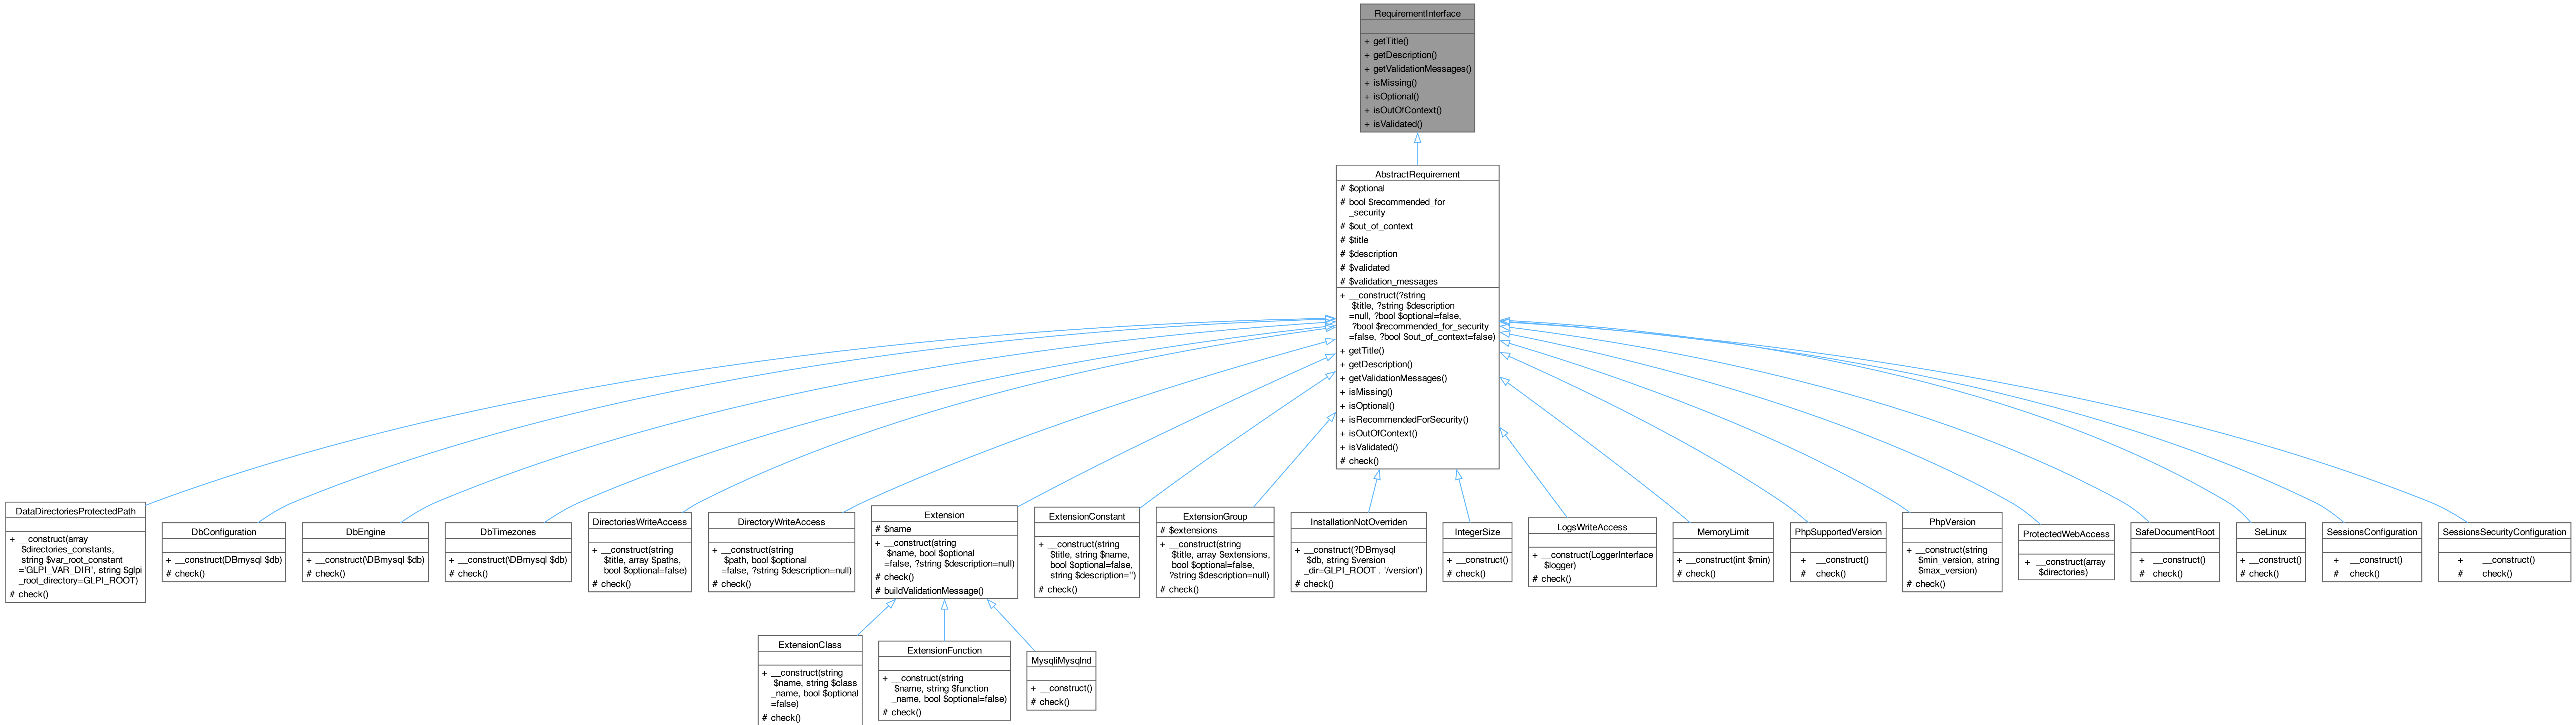 RequirementInterface
+ getTitle()
+ getDescription()
+ getValidationMessages()
+ isMissing()
+ isOptional()
+ isOutOfContext()
+ isValidated()
AbstractRequirement
# $optional
# bool $recommended_for
_security
# $out_of_context
# $title
# $description
# $validated
# $validation_messages
+ __construct(?string
$title, ?string $description
=null, ?bool $optional=false,
?bool $recommended_for_security
=false, ?bool $out_of_context=false)
+ getTitle()
+ getDescription()
+ getValidationMessages()
+ isMissing()
+ isOptional()
+ isRecommendedForSecurity()
+ isOutOfContext()
+ isValidated()
# check()
DataDirectoriesProtectedPath
+ __construct(array
$directories_constants,
string $var_root_constant
='GLPI_VAR_DIR', string $glpi
_root_directory=GLPI_ROOT)
# check()
DbConfiguration
+ __construct(DBmysql $db)
# check()
DbEngine
+ __construct(\DBmysql $db)
# check()
DbTimezones
+ __construct(\DBmysql $db)
# check()
DirectoriesWriteAccess
+ __construct(string
$title, array $paths,
bool $optional=false)
# check()
DirectoryWriteAccess
+ __construct(string
$path, bool $optional
=false, ?string $description=null)
# check()
Extension
# $name
+ __construct(string
$name, bool $optional
=false, ?string $description=null)
# check()
# buildValidationMessage()
ExtensionConstant
+ __construct(string
$title, string $name,
bool $optional=false,
string $description='')
# check()
ExtensionGroup
# $extensions
+ __construct(string
$title, array $extensions,
bool $optional=false,
?string $description=null)
# check()
InstallationNotOverriden
+ __construct(?DBmysql
$db, string $version
_dir=GLPI_ROOT . '/version')
# check()
IntegerSize
+ __construct()
# check()
LogsWriteAccess
+ __construct(LoggerInterface
$logger)
# check()
MemoryLimit
+ __construct(int $min)
# check()
PhpSupportedVersion
+ __construct()
# check()
PhpVersion
+ __construct(string
$min_version, string
$max_version)
# check()
ProtectedWebAccess
+ __construct(array
$directories)
SafeDocumentRoot
+ __construct()
# check()
SeLinux
+ __construct()
# check()
SessionsConfiguration
+ __construct()
# check()
SessionsSecurityConfiguration
+ __construct()
# check()
ExtensionClass
+ __construct(string
$name, string $class
_name, bool $optional
=false)
# check()
ExtensionFunction
+ __construct(string
$name, string $function
_name, bool $optional=false)
# check()
MysqliMysqlnd
+ __construct()
# check()